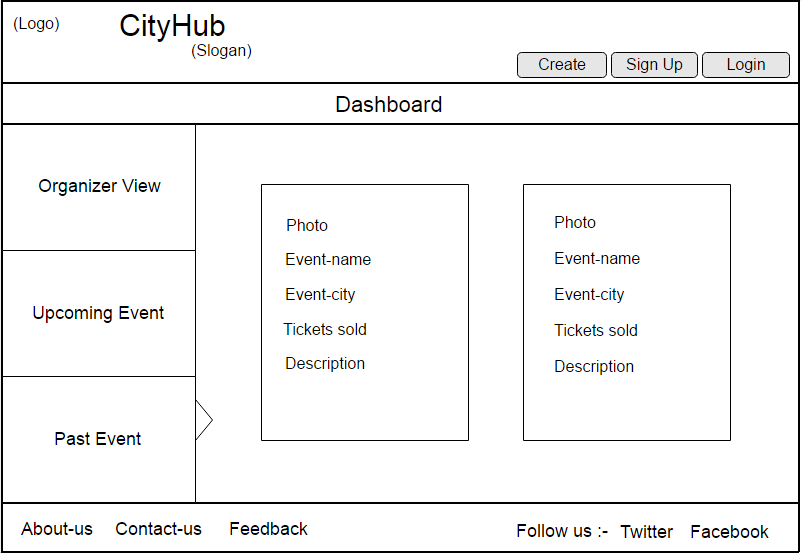 (Logo)
CityHub
(Slogan)
Create Sign Up Login
Dashboard
Organizer View
Upcoming Event
Past Event
Photo
Event-name
Event-city
Tickets sold
Description
Photo
Event-name
Event-city
Tickets sold
Description
About-us Contact-us Feedback
Follow us :- Twitter Facebook